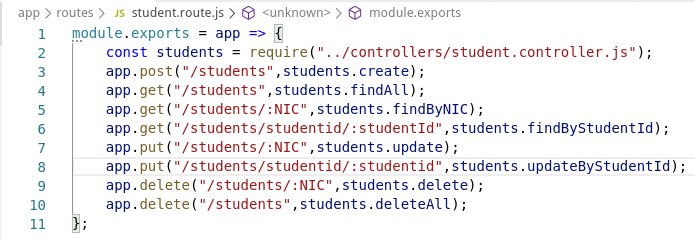 app > routes > JS student.route.js > <unknown> > module.exports
1 module.exports = app => {
2 const students = require("../controllers/student.controller.js");
3 app.post("/students",students.create);
4 app.get("/students",students.findAll);
5 app.get("/students/:NIC",students.findByNIC);
6 app.get("/students/studentid/:studentId",students.findByStudentId);
7 app.put("/students/:NIC",students.update);
8 app.put("/students/studentid/:studentid",students.updateByStudentId);
9 app.delete("/students/:NIC",students.delete);
10 app.delete("/students",students.deleteAll);
11 };